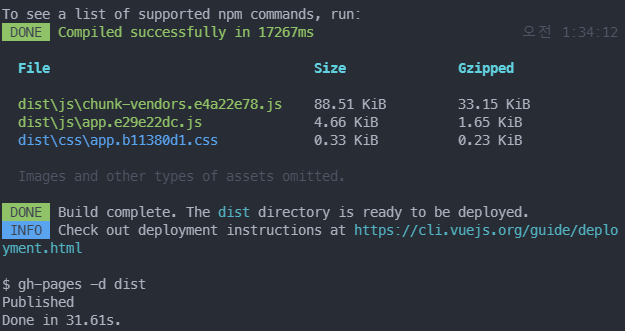 To see a list of supported npm commands, run:
DONE Compiled successfully in 17267ms 오전 1:34:12
File Size Gzipped
dist\js\chunk-vendors.e4a22e78.js 88.51 KiB 33.15 KiB
dist\js\app.e29e22dc.js 4.66 KiB 1.65 KiB
dist\css\app.b11380d1.css 0.33 KiB 0.23 KiB
Images and other types of assets omitted.
DONE Build complete. The dist directory is ready to be deployed.
INFO Check out deployment instructions at https://cli.vuejs.org/guide/deplo
yment.html
$ gh-pages -d dist
Published
Done in 31.61s.